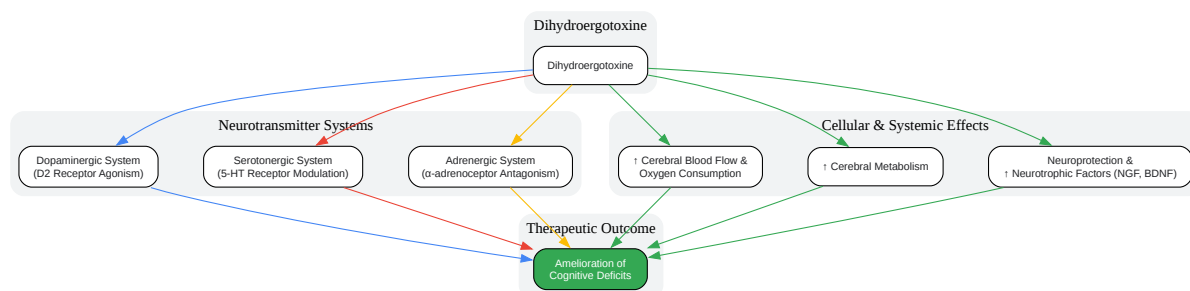 Dihydroergotoxine
Dihydroergotoxine
Neurotransmitter Systems
Cellular & Systemic Effects
Dopaminergic System
(D2 Receptor Agonism)
Serotonergic System
(5-HT Receptor Modulation)
Adrenergic System
(α-adrenoceptor Antagonism)
↑ Cerebral Blood Flow &
Oxygen Consumption
↑ Cerebral Metabolism
Neuroprotection &
↑ Neurotrophic Factors (NGF, BDNF)
Therapeutic Outcome
Amelioration of
Cognitive Deficits